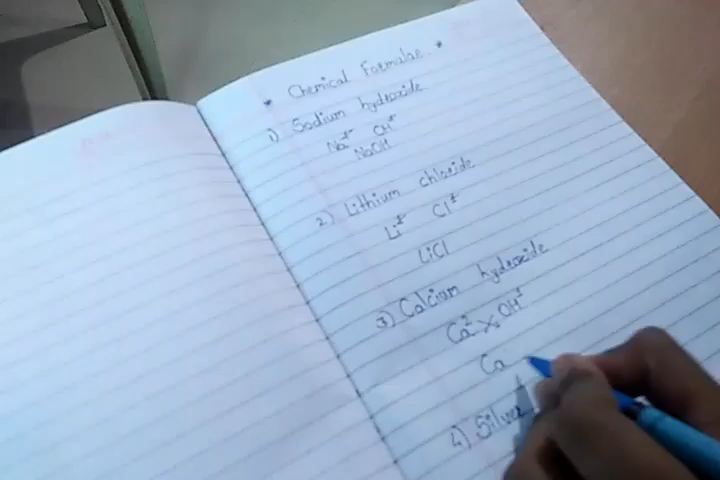 * Chemical Formulae *
1) Sodium hydroxide
Na¹ OH¹
NaOH
2) Lithium chloride
Li¹ Cl¹
LiCl
3) Calcium hydroxide
Ca² OH¹
Ca
4) Silver